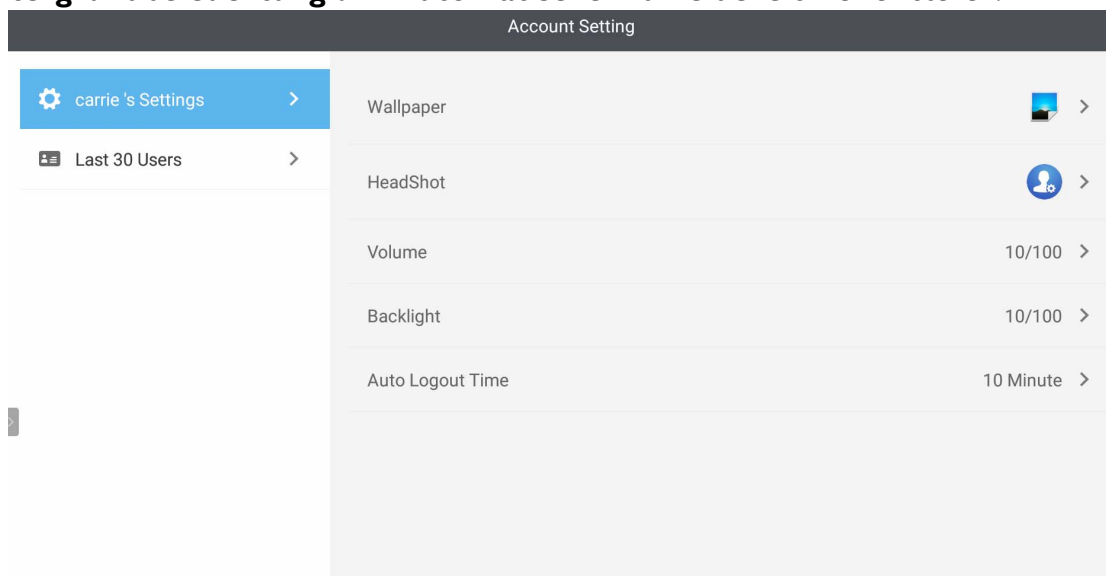 Account Setting
carrie 's Settings
Last 30 Users
Wallpaper
HeadShot
Volume 10/100
Backlight 10/100
Auto Logout Time 10 Minute